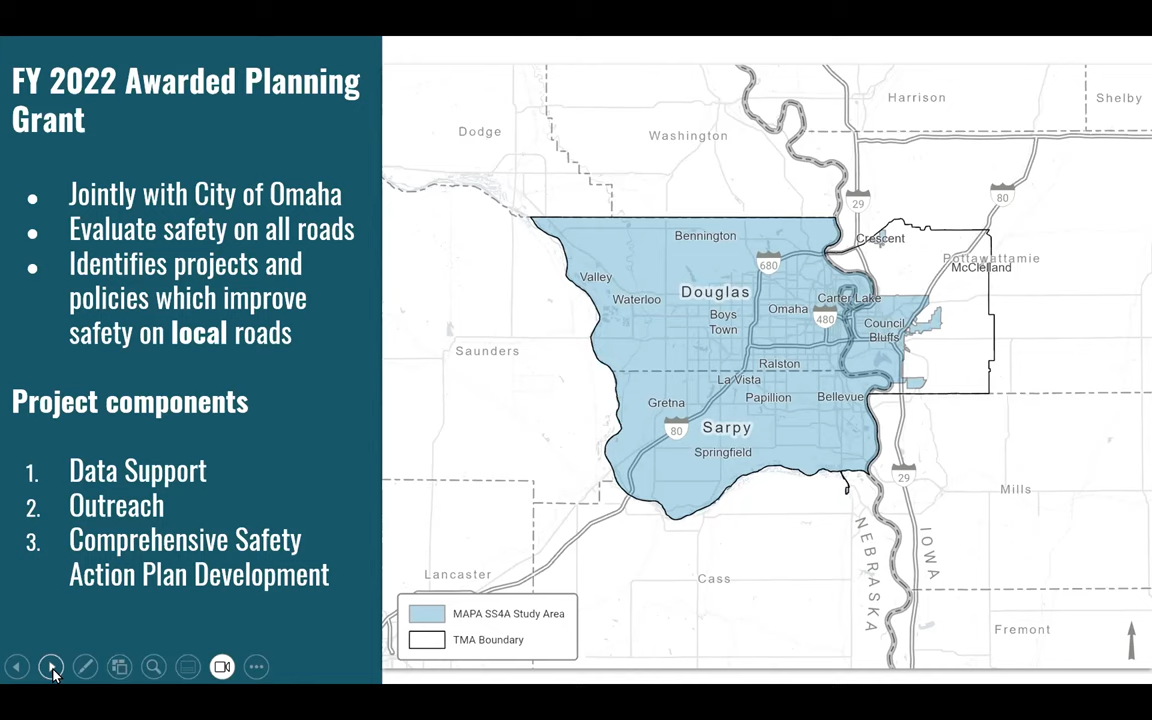 FY 2022 Awarded Planning
Grant
● Jointly with City of Omaha
● Evaluate safety on all roads
● Identifies projects and
policies which improve
safety on local roads
Project components
1. Data Support
2. Outreach
3. Comprehensive Safety
Action Plan Development
Harrison
Shelby
Dodge
Washington
29
80
Bennington
Crescent
Pottawattamie
McClelland
680
Valley
Douglas
Waterloo
Carter Lake
Omaha
480
Boys
Town
Council
Bluffs
Saunders
Ralston
La Vista
Papillion
Bellevue
Gretna
80
Sarpy
Springfield
29
Mills
NEBRASKA
IOWA
Lancaster
Cass
Fremont
MAPA SS4A Study Area
TMA Boundary